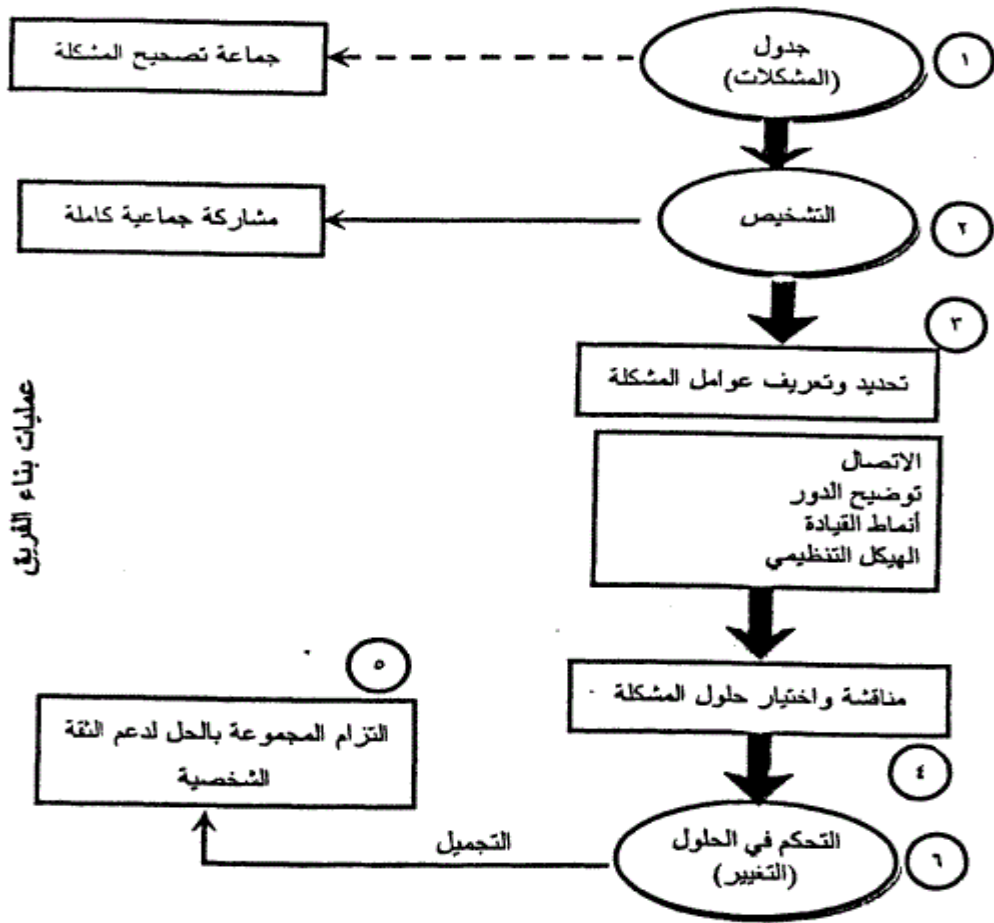 جدول
(المشكلات)
١
جماعة تصحيح المشكلة
التشخيص
٢
مشاركة جماعية كاملة
٣
تحديد وتعريف عوامل المشكلة
الاتصال
توضيح الدور
أنماط القيادة
الهيكل التنظيمي
عمليات بناء الفريق
مناقشة واختيار حلول المشكلة
٤
٥
التزام المجموعة بالحل لدعم الثقة
الشخصية
التجميل
التحكم في الحلول
(التغيير)
٦